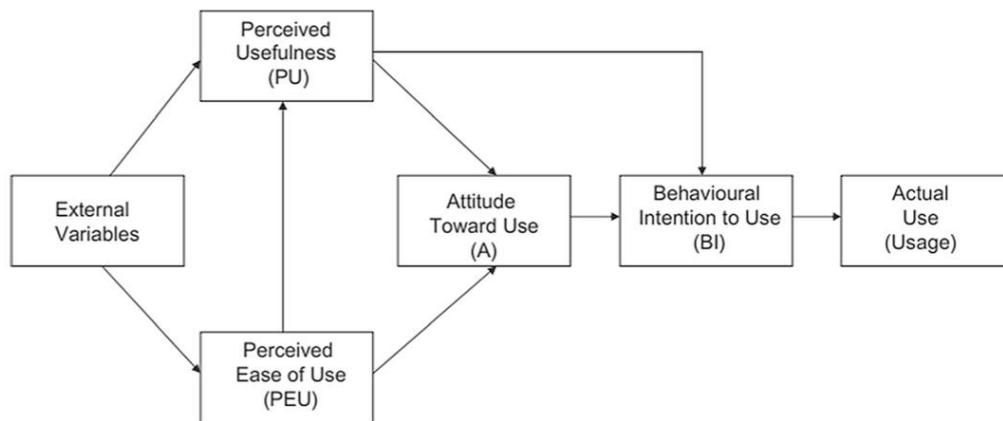 Perceived
Usefulness
(PU)
External
Variables
Attitude
Toward Use
(A)
Behavioural
Intention to Use
(BI)
Actual
Use
(Usage)
Perceived
Ease of Use
(PEU)